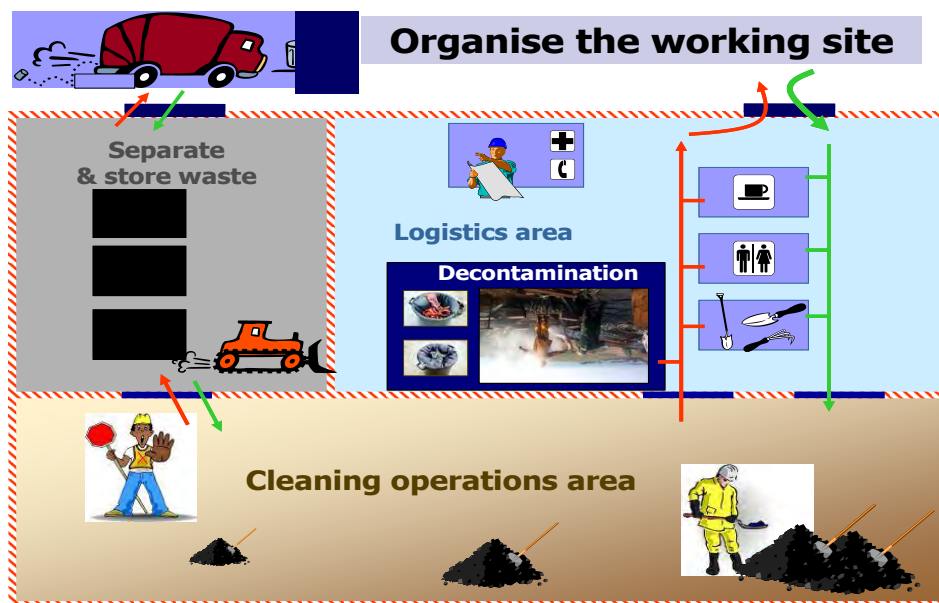 Organise the working site
Separate
& store waste
Logistics area
Decontamination
Cleaning operations area